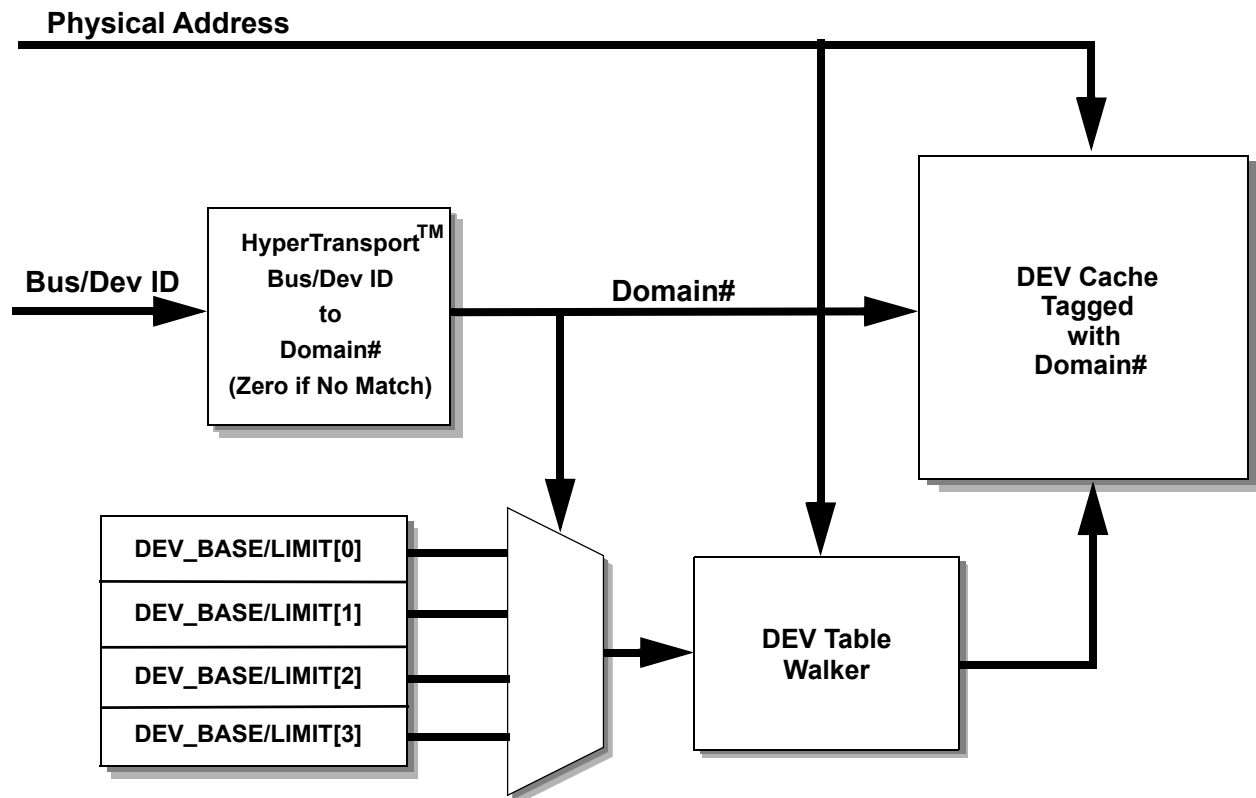 Physical Address
HyperTransport™
Bus/Dev ID
to
Domain#
(Zero if No Match)
Bus/Dev ID
Domain#
DEV Cache
Tagged
with
Domain#
DEV_BASE/LIMIT[0]
DEV_BASE/LIMIT[1]
DEV_BASE/LIMIT[2]
DEV_BASE/LIMIT[3]
DEV Table
Walker